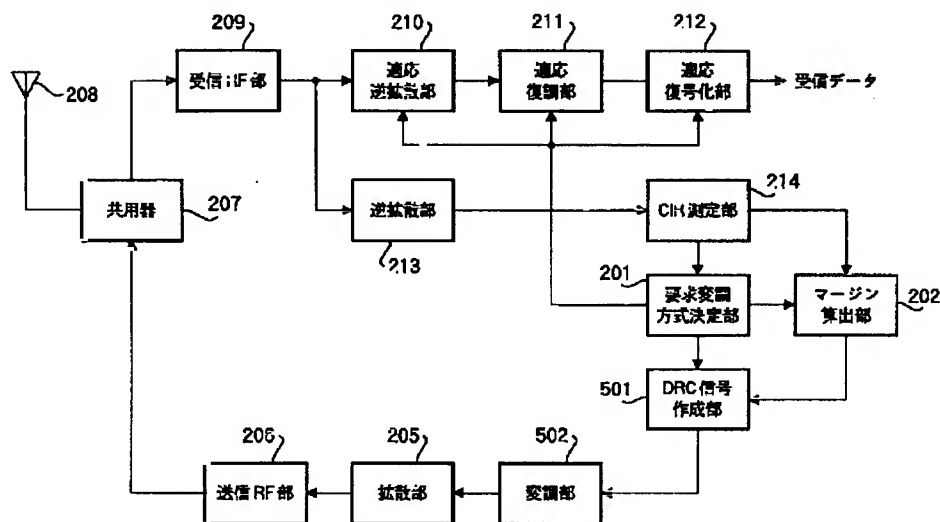 209
210
211
212
208
受信RF部
適応
逆拡散部
適応
復調部
適応
復号化部
受信データ
共用器
207
逆拡散部
213
214
CIR測定部
201
要求変調
方式決定部
マージン
算出部
202
501
DRC信号
作成部
206
205
502
送信RF部
拡散部
変調部